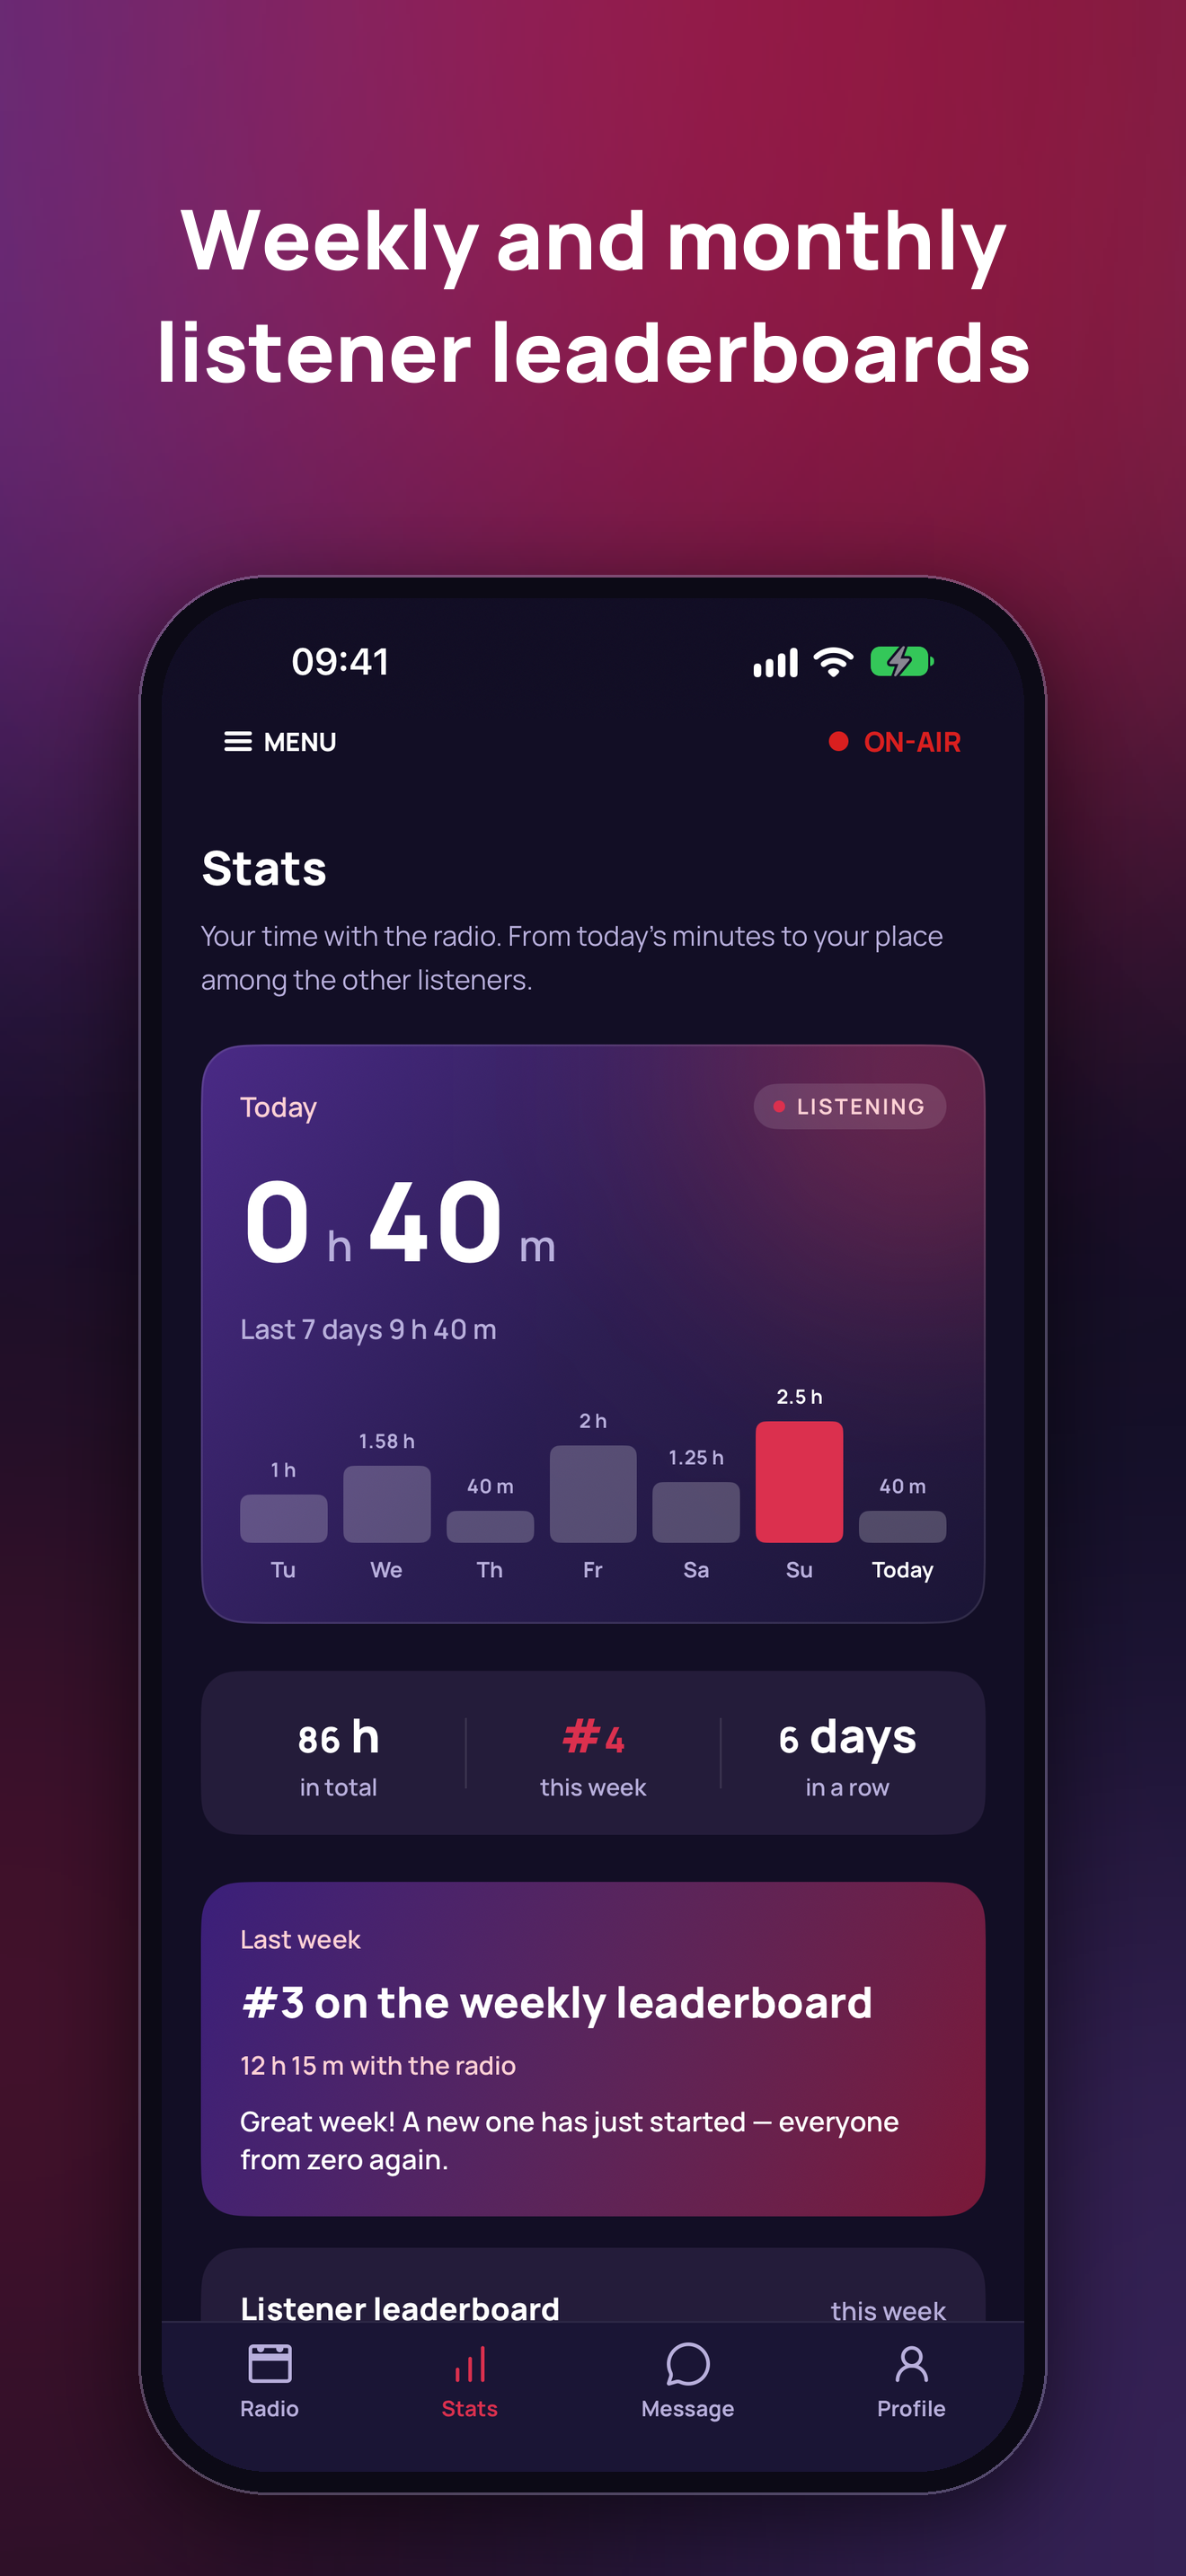 Weekly and monthly
listener leaderboards
09:41
MENU
ON-AIR
Stats
Your time with the radio. From today's minutes to your place
among the other listeners.
Today
LISTENING
0 h 40 m
Last 7 days 9 h 40 m
1 h
1.58 h
40 m
2 h
1.25 h
2.5 h
40 m
Tu
We
Th
Fr
Sa
Su
Today
86 h
in total
#4
this week
6 days
in a row
Last week
#3 on the weekly leaderboard
12 h 15 m with the radio
Great week! A new one has just started — everyone
from zero again.
Listener leaderboard
this week
Radio
Stats
Message
Profile